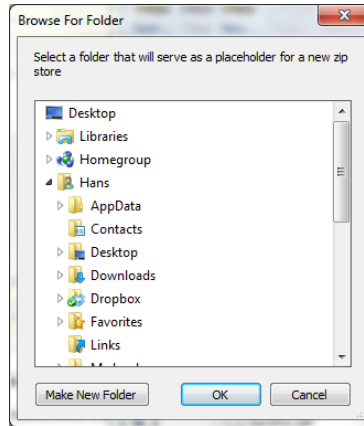 Browse For Folder
Select a folder that will serve as a placeholder for a new zip
store
Desktop
Libraries
Homegroup
Hans
AppData
Contacts
Desktop
Downloads
Dropbox
Favorites
Links
Make New Folder
OK
Cancel